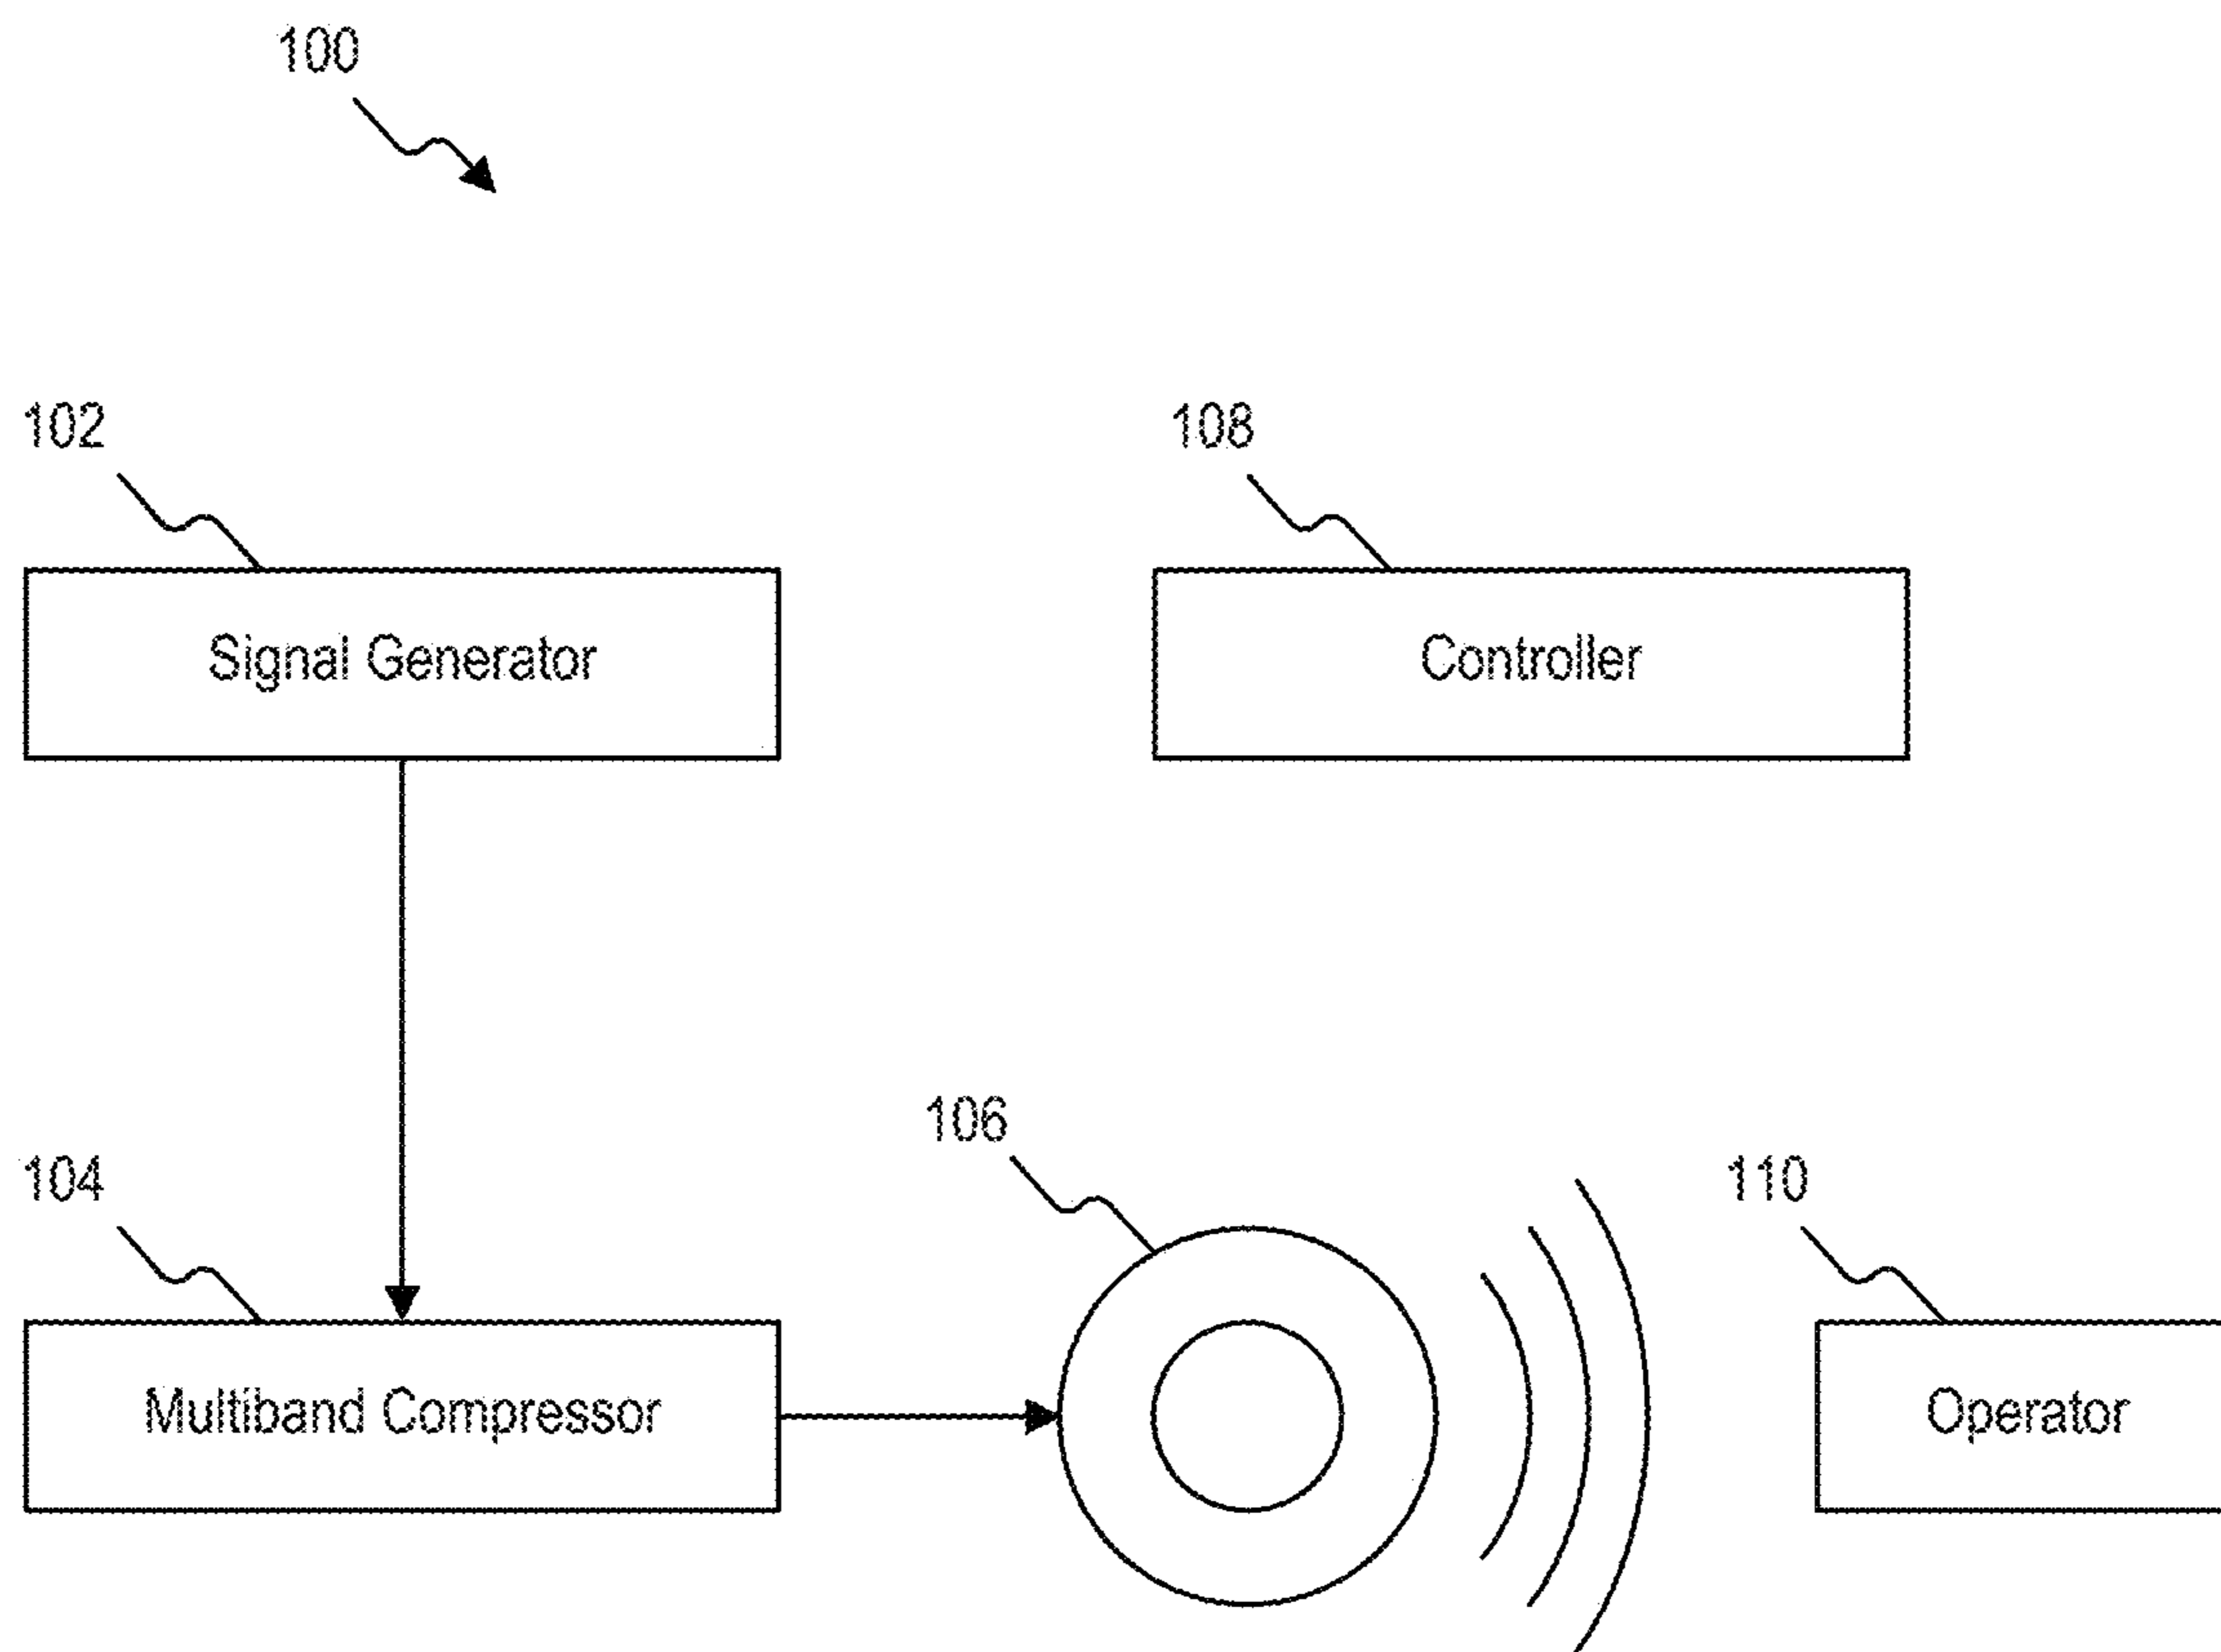 100
102
108
Signal Generator
Controller
106
104
110
Multiband Compressor
Operator